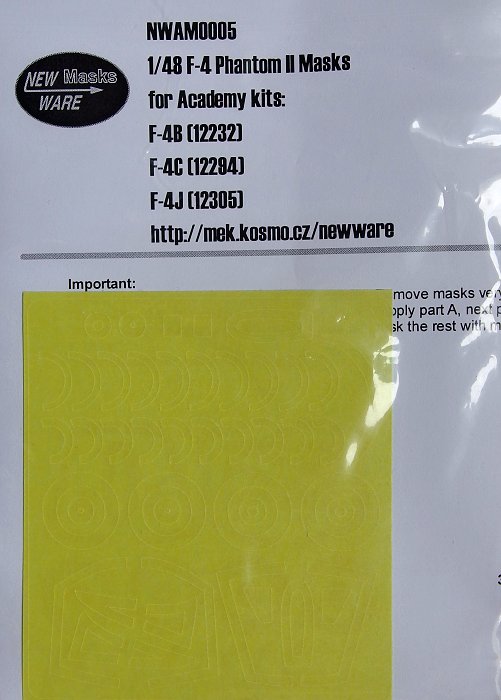 NEW Masks
WARE
NWAM0005
1/48 F-4 Phantom II Masks
for Academy kits:
F-4B (12232)
F-4C (12294)
F-4J (12305)
http://mek.kosmo.cz/newware
Important:
move masks very
pply part A, next p
sk the rest with m